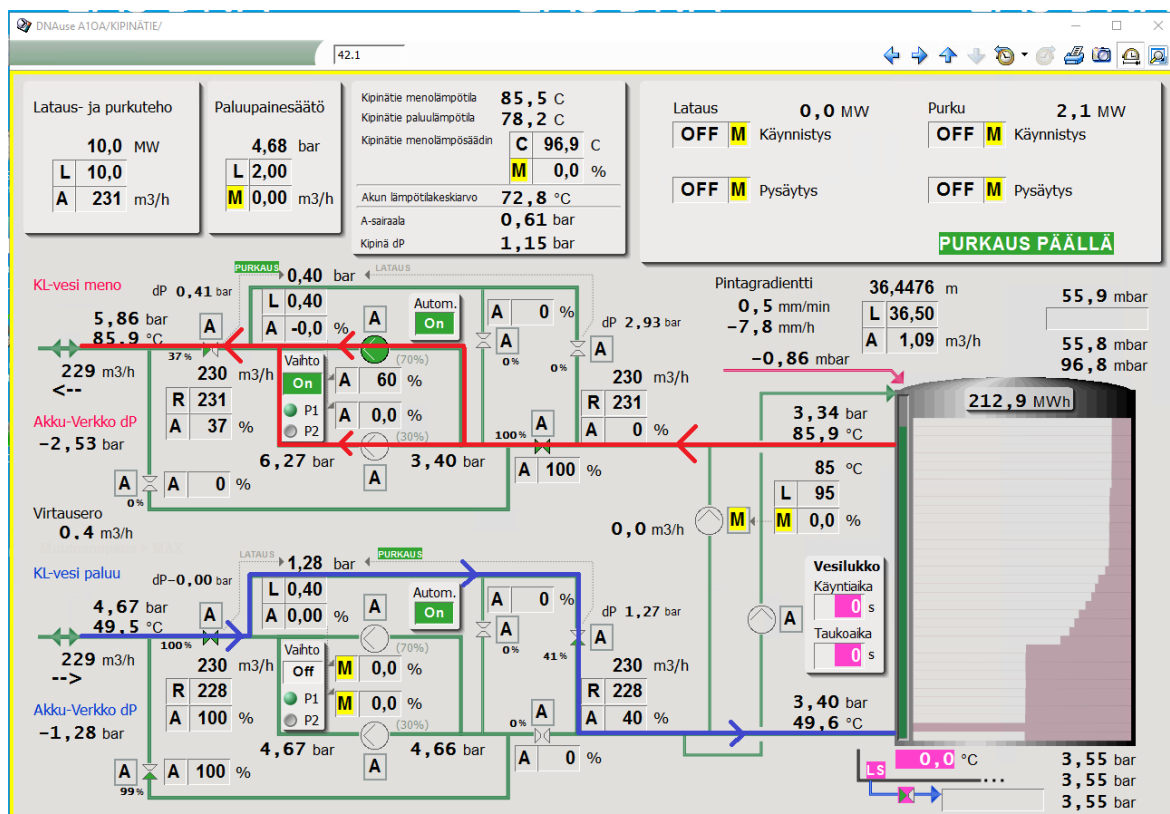 DNAuse A1OA/KIPINÄTIE/
42.1
Lataus- ja purkuteho
10,0 MW
L 10,0
A 231 m3/h
Paluupainesäätö
4,68 bar
L 2,00
M 0,00 m3/h
Kipinätie menolämpötila 85,5 C
Kipinätie paluulämpötila 78,2 C
Kipinätie menolämpösäädin C 96,9 C
M 0,0 %
Akun lämpötilakeskiarvo 72,8 °C
A-sairaala 0,61 bar
Kipinä dP 1,15 bar
Lataus 0,0 MW
OFF M Käynnistys
OFF M Pysäytys
Purku 2,1 MW
OFF M Käynnistys
OFF M Pysäytys
PURKAUS PÄÄLLÄ
KL-vesi meno
dP 0,41 bar
PURKAUS 0,40 bar LATAUS
L 0,40
A -0,0 %
A
Autom.
On
5,86 bar
85,9 °C
A
37 %
229 m3/h
<--
230 m3/h
R 231
A 37 %
Vaihto
On
P1
P2
(70%)
A 60 %
A 0,0 %
(30%)
A
6,27 bar
3,40 bar
A 0 %
A
0%
dP 2,93 bar
A
0%
230 m3/h
R 231
A 0 %
100% A
A 100 %
Akku-Verkko dP
-2,53 bar
A
0%
A 0 %
Virtausero
0.4 m3/h
Pintagradientti
0,5 mm/min
-7,8 mm/h
36,4476 m
L 36,50
A 1,09 m3/h
-0,86 mbar
55,9 mbar
55,8 mbar
96,8 mbar
212,9 MWh
3,34 bar
85,9 °C
85 ºC
L 95
M 0,0 %
M
0,0 m3/h
A
Vesilukko
Käyntiaika
0 s
Taukoaika
0 s
3,40 bar
49,6 °C
KL-vesi paluu
dP-0,00 bar
LATAUS 1,28 bar PURKAUS
L 0,40
A 0,00 %
A
Autom.
On
4,67 bar
49,5 °C
A
100%
229 m3/h
-->
230 m3/h
R 228
A 100 %
Vaihto
Off
P1
P2
(70%)
M 0,0 %
M 0,0 %
(30%)
A
4,67 bar
4,66 bar
A 0 %
A
0%
dP 1,27 bar
A
41%
230 m3/h
R 228
A 40 %
0% A
A 0 %
Akku-Verkko dP
-1,28 bar
A
99%
A 100 %
0,0 °C
LS
3,55 bar
3,55 bar
3,55 bar